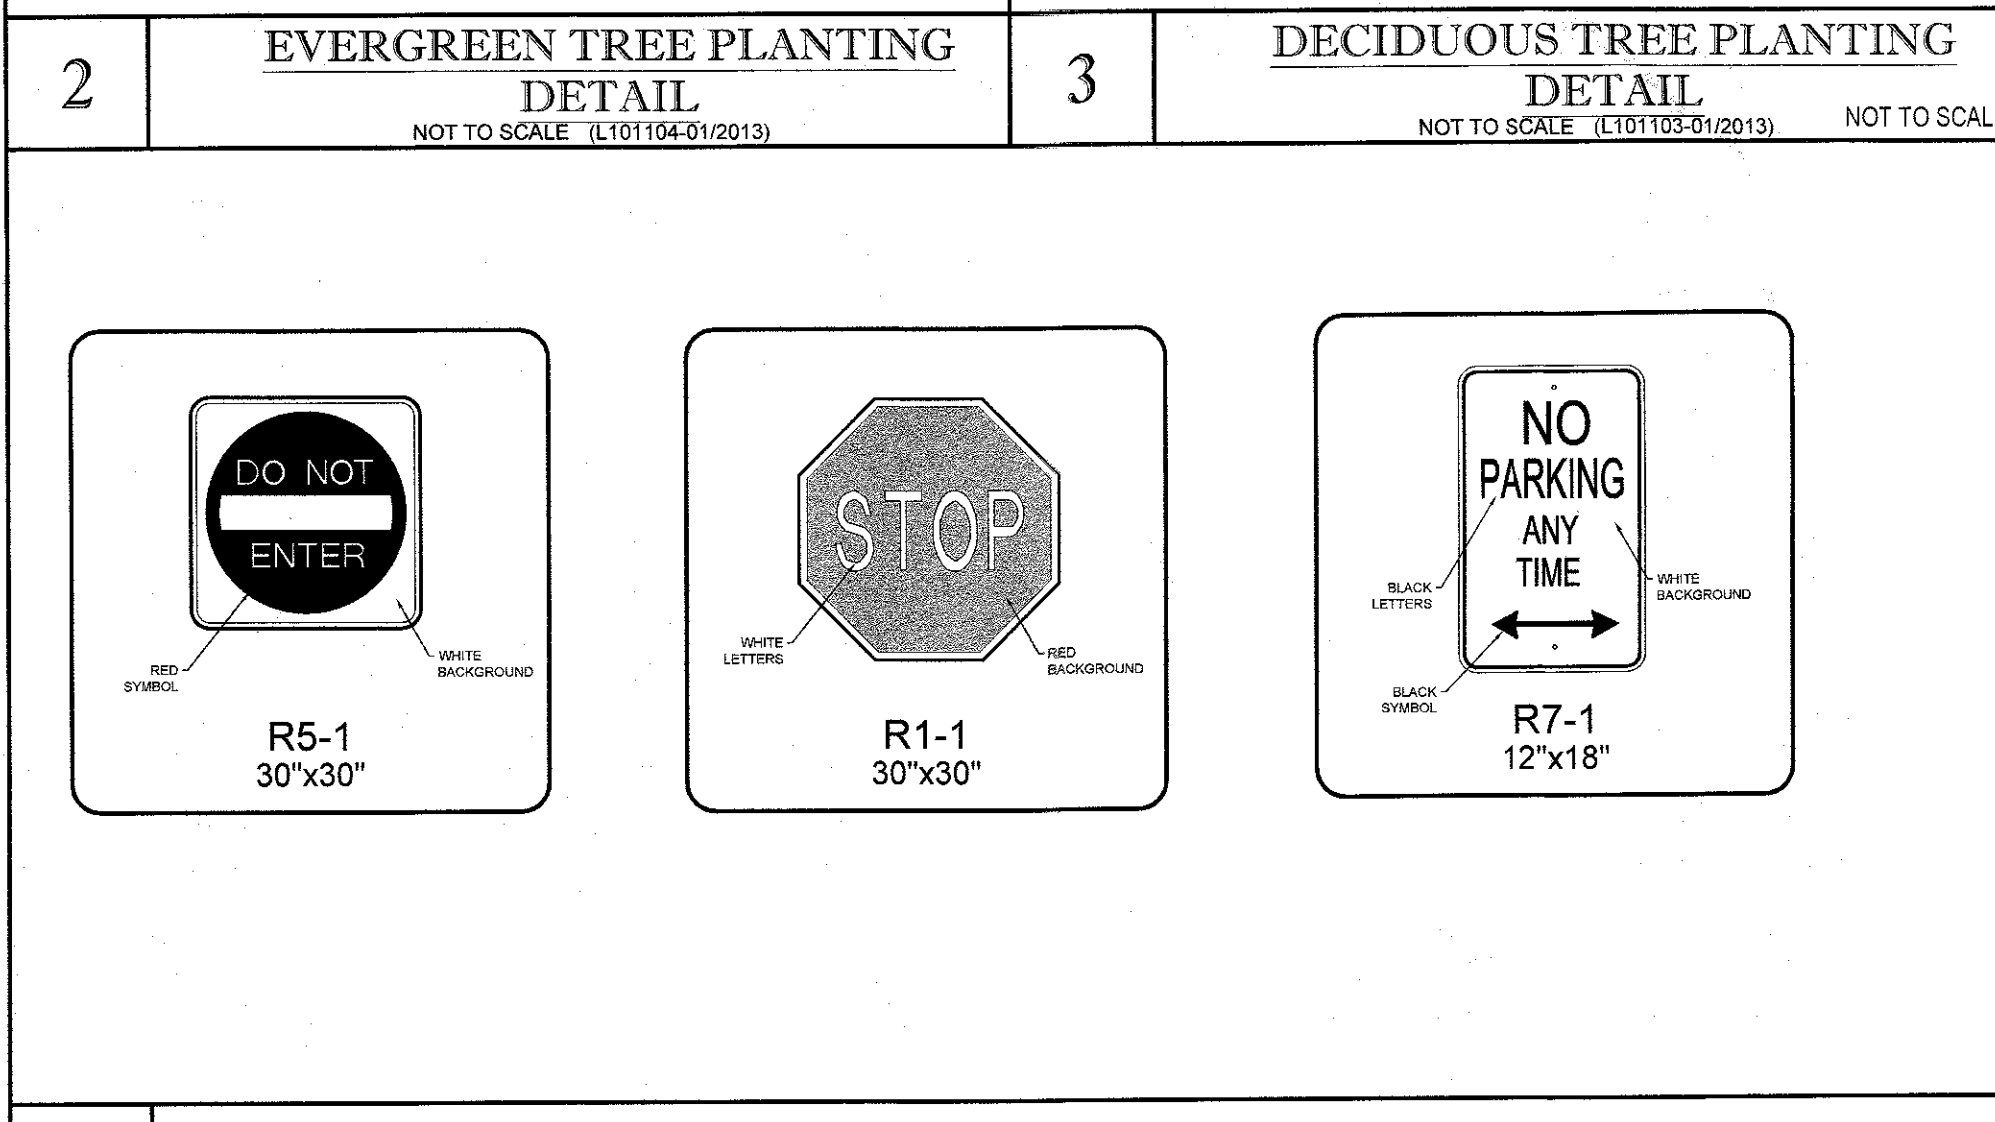 2
EVERGREEN TREE PLANTING
DETAIL
NOT TO SCALE (L101104-01/2013)
3
DECIDUOUS TREE PLANTING
DETAIL
NOT TO SCALE (L101103-01/2013)
NOT TO SCAL
DO NOT
ENTER
RED
SYMBOL
WHITE
BACKGROUND
R5-1
30"x30"
STOP
WHITE
LETTERS
RED
BACKGROUND
R1-1
30"x30"
NO
PARKING
ANY
TIME
BLACK
LETTERS
WHITE
BACKGROUND
BLACK
SYMBOL
R7-1
12"x18"